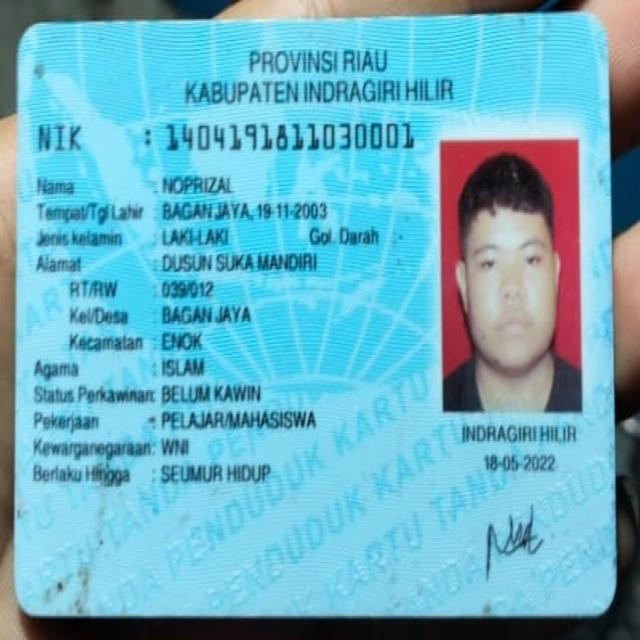 PROVINSI RIAU
KABUPATEN INDRAGIRI HILIR
NIK : 1404191811030001
Nama : NOPRIZAL
Tempat/Tgl Lahir : BAGAN JAYA, 19-11-2003
Jenis kelamin : LAKI-LAKI Gol. Darah : -
Alamat : DUSUN SUKA MANDIRI
RT/RW : 039/012
Kel/Desa : BAGAN JAYA
Kecamatan : ENOK
Agama : ISLAM
Status Perkawinan: BELUM KAWIN
Pekerjaan : PELAJAR/MAHASISWA
Kewarganegaraan: WNI
Berlaku Hingga : SEUMUR HIDUP
INDRAGIRI HILIR
18-05-2022